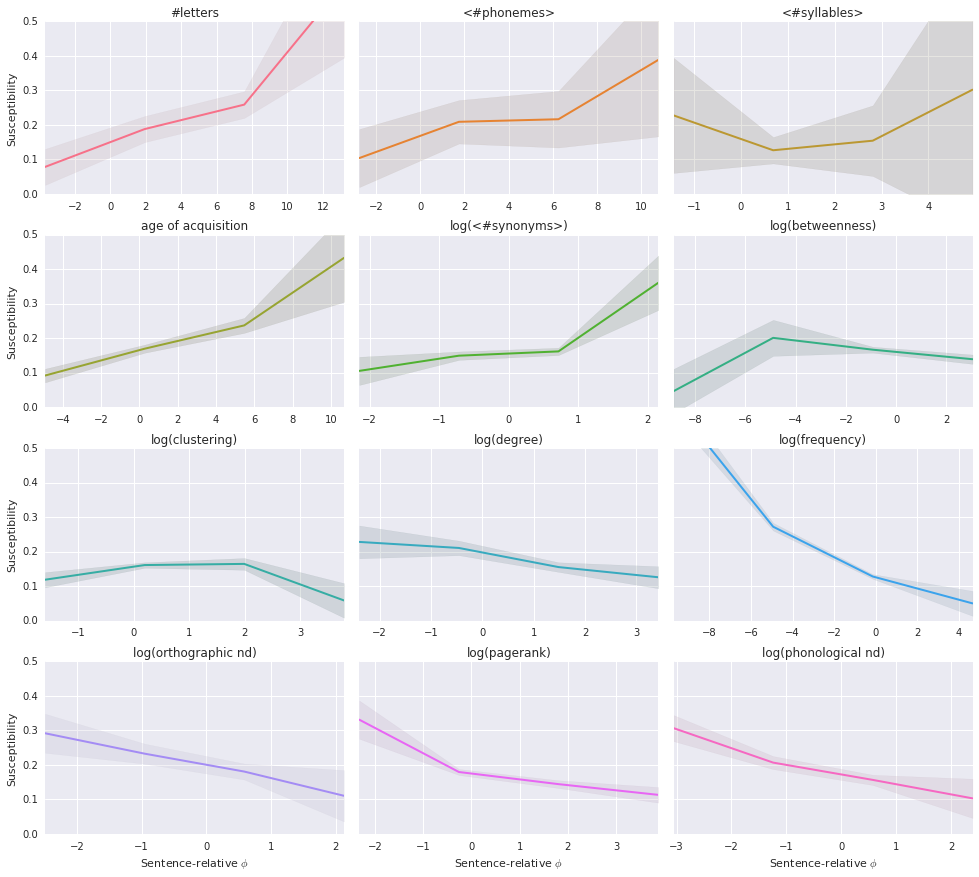 #letters
<#phonemes>
<#syllables>
Susceptibility
0.5
0.4
0.3
0.2
0.1
0.0
−2 0 2 4 6 8 10 12
−2 0 2 4 6 8 10
−1 0 1 2 3 4
age of acquisition
log(<#synonyms>)
log(betweenness)
Susceptibility
0.5
0.4
0.3
0.2
0.1
0.0
−4 −2 0 2 4 6 8 10
−2 −1 0 1 2
−8 −6 −4 −2 0 2
log(clustering)
log(degree)
log(frequency)
Susceptibility
0.5
0.4
0.3
0.2
0.1
0.0
−1 0 1 2 3
−2 −1 0 1 2 3
−8 −6 −4 −2 0 2 4
log(orthographic nd)
log(pagerank)
log(phonological nd)
Susceptibility
0.5
0.4
0.3
0.2
0.1
0.0
−2 −1 0 1 2
−2 −1 0 1 2 3
−3 −2 −1 0 1 2
Sentence-relative ϕ
Sentence-relative ϕ
Sentence-relative ϕ